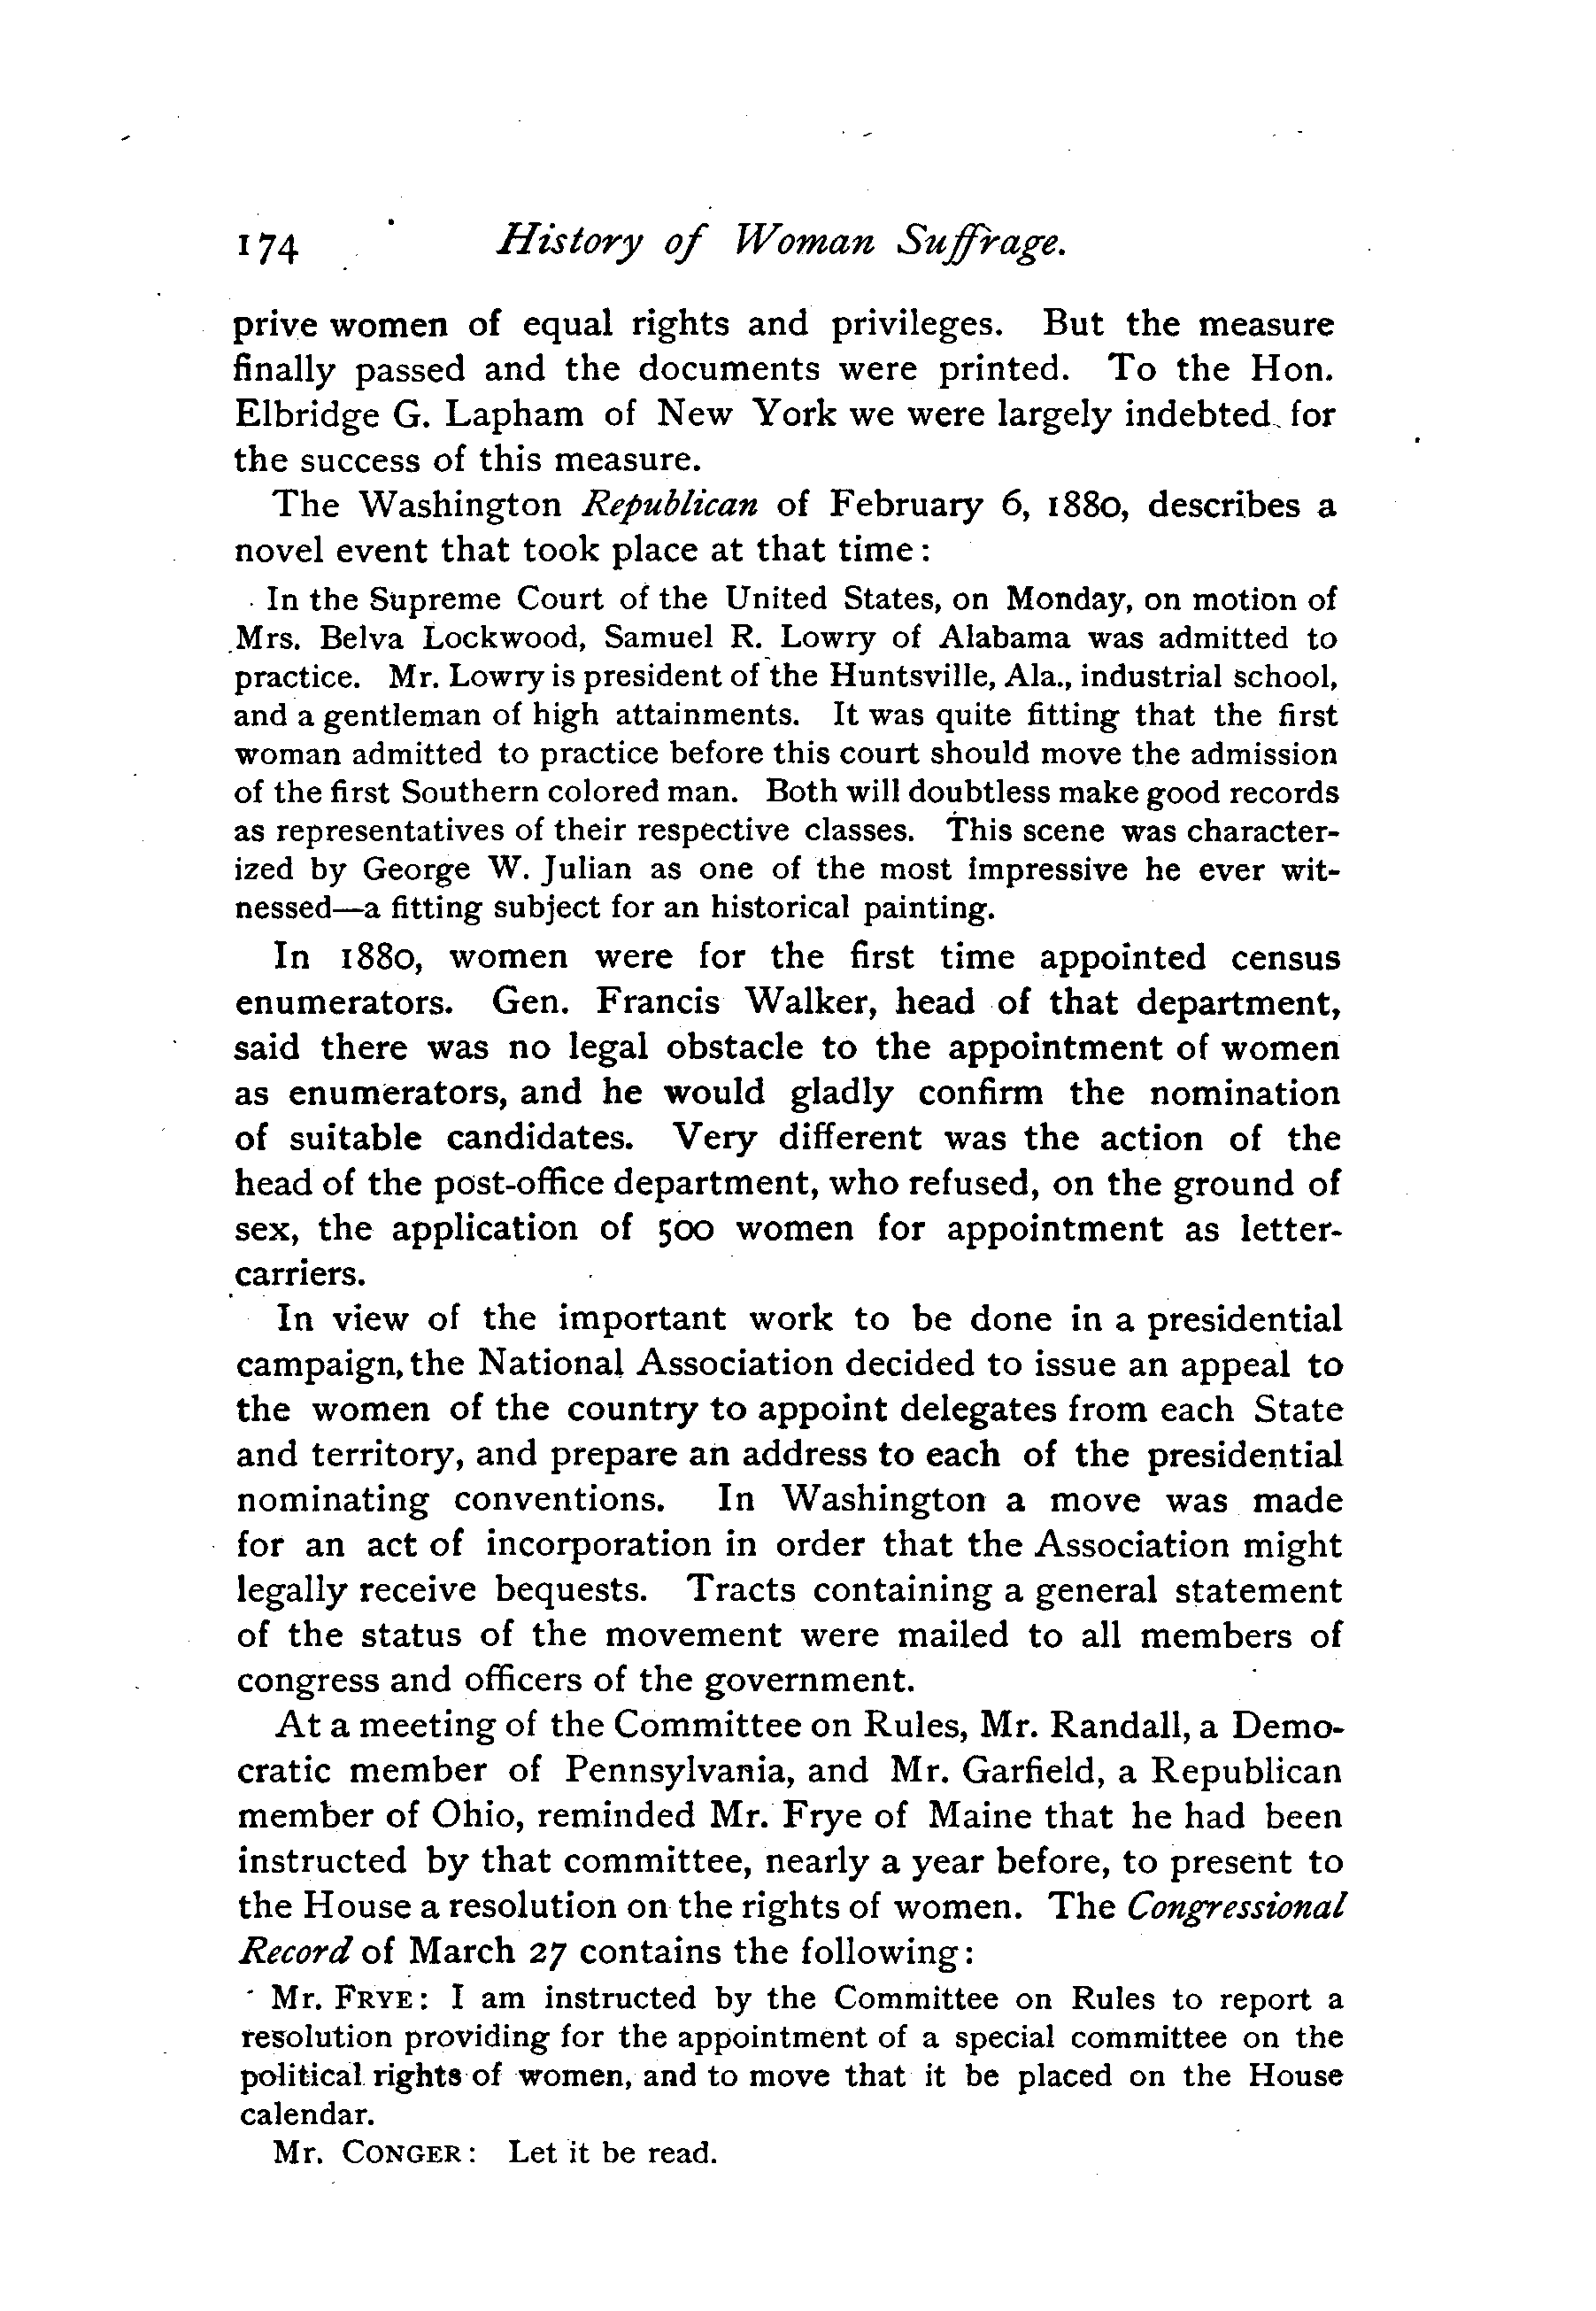 174 History of Woman Suffrage.
prive women of equal rights and privileges. But the measure
finally passed and the documents were printed. To the Hon.
Elbridge G. Lapham of New York we were largely indebted for
the success of this measure.
The Washington Republican of February 6, 1880, describes a
novel event that took place at that time:
In the Supreme Court of the United States, on Monday, on motion of
Mrs. Belva Lockwood, Samuel R. Lowry of Alabama was admitted to
practice. Mr. Lowry is president of the Huntsville, Ala., industrial school,
and a gentleman of high attainments. It was quite fitting that the first
woman admitted to practice before this court should move the admission
of the first Southern colored man. Both will doubtless make good records
as representatives of their respective classes. This scene was character-
ized by George W. Julian as one of the most impressive he ever wit-
nessed—a fitting subject for an historical painting.
In 1880, women were for the first time appointed census
enumerators. Gen. Francis Walker, head of that department,
said there was no legal obstacle to the appointment of women
as enumerators, and he would gladly confirm the nomination
of suitable candidates. Very different was the action of the
head of the post-office department, who refused, on the ground of
sex, the application of 500 women for appointment as letter-
carriers.
In view of the important work to be done in a presidential
campaign, the National Association decided to issue an appeal to
the women of the country to appoint delegates from each State
and territory, and prepare an address to each of the presidential
nominating conventions. In Washington a move was made
for an act of incorporation in order that the Association might
legally receive bequests. Tracts containing a general statement
of the status of the movement were mailed to all members of
congress and officers of the government.
At a meeting of the Committee on Rules, Mr. Randall, a Demo-
cratic member of Pennsylvania, and Mr. Garfield, a Republican
member of Ohio, reminded Mr. Frye of Maine that he had been
instructed by that committee, nearly a year before, to present to
the House a resolution on the rights of women. The Congressional
Record of March 27 contains the following:
Mr. FRYE: I am instructed by the Committee on Rules to report a
resolution providing for the appointment of a special committee on the
political rights of women, and to move that it be placed on the House
calendar.
Mr. CONGER: Let it be read.